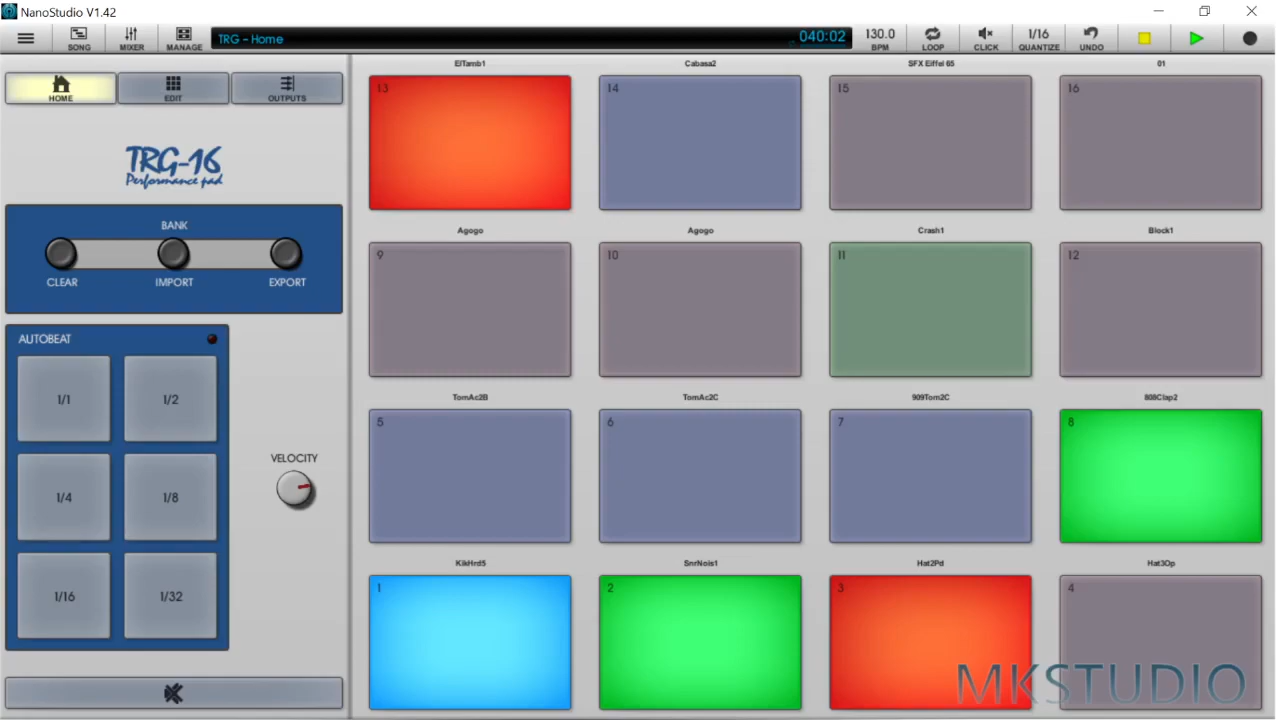 NanoStudio V1.42
SONG MIXER MANAGE TRG - Home 040:02 130.0 BPM LOOP CLICK 1/16 QUANTIZE UNDO
HOME EDIT OUTPUTS
TRG-16
Performance pad
BANK
CLEAR IMPORT EXPORT
AUTOBEAT
1/1 1/2
1/4 1/8
1/16 1/32
VELOCITY
ElTamb1 Cabasa2 SFX Eiffel 65 01
13 14 15 16
Agogo Agogo Crash1 Block1
9 10 11 12
TomAc2B TomAc2C 909Tom2C 808Clap2
5 6 7 8
KikHrd5 SnrNois1 Hat2Pd Hat3Op
1 2 3 4
MKSTUDIO